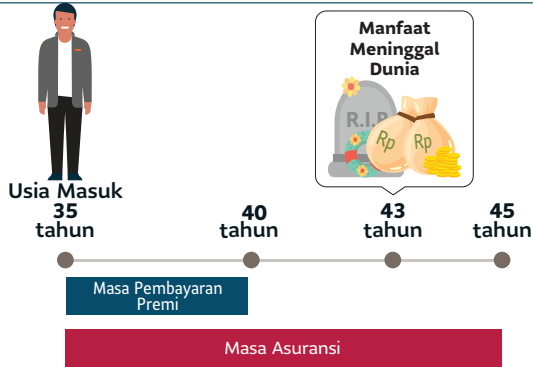 Manfaat
Meninggal
Dunia
R.I.P
Rp
Rp
Usia Masuk
35
tahun
40
tahun
43
tahun
45
tahun
Masa Pembayaran
Premi
Masa Asuransi